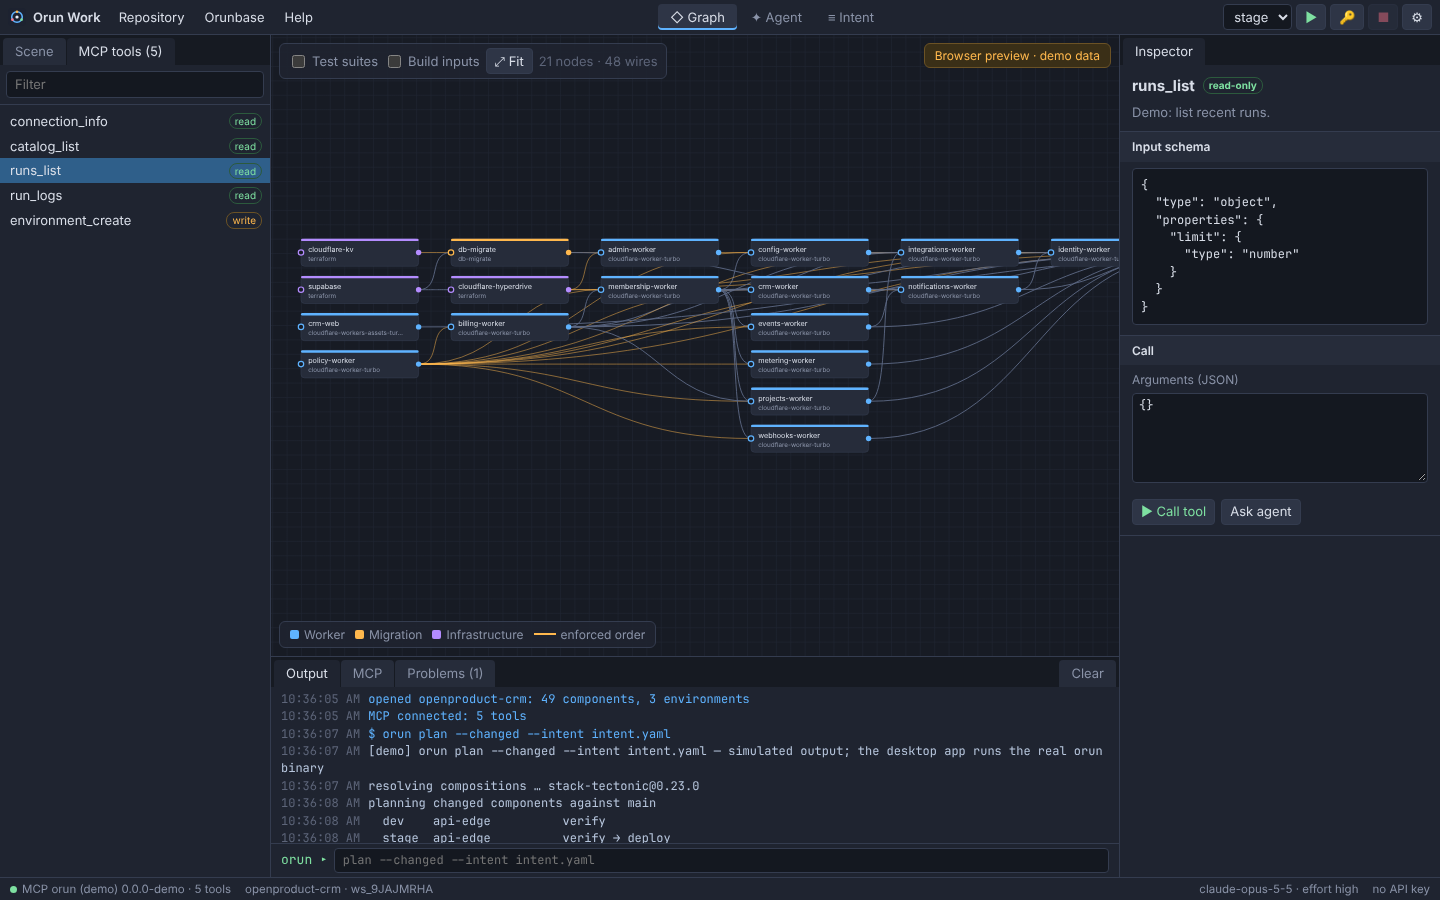 Orun Work Repository Orunbase Help
Graph Agent Intent
stage
Scene MCP tools (5)
Filter
connection_info read
catalog_list read
runs_list read
run_logs read
environment_create write
Test suites Build inputs Fit 21 nodes · 48 wires
Browser preview · demo data
cloudflare-kv
terraform
db-migrate
db-migrate
admin-worker
cloudflare-worker-turbo
config-worker
cloudflare-worker-turbo
integrations-worker
cloudflare-worker-turbo
identity-worker
supabase
terraform
cloudflare-hyperdrive
terraform
membership-worker
cloudflare-worker-turbo
crm-worker
cloudflare-worker-turbo
notifications-worker
cloudflare-worker-turbo
crm-web
cloudflare-workers-assets-tur...
billing-worker
cloudflare-worker-turbo
events-worker
cloudflare-worker-turbo
policy-worker
cloudflare-worker-turbo
metering-worker
cloudflare-worker-turbo
projects-worker
cloudflare-worker-turbo
webhooks-worker
cloudflare-worker-turbo
Worker Migration Infrastructure enforced order
Output MCP Problems (1) Clear
10:36:05 AM opened openproduct-crm: 49 components, 3 environments
10:36:05 AM MCP connected: 5 tools
10:36:07 AM $ orun plan --changed --intent intent.yaml
10:36:07 AM [demo] orun plan --changed --intent intent.yaml — simulated output; the desktop app runs the real orun
binary
10:36:07 AM resolving compositions … stack-tectonic@0.23.0
10:36:08 AM planning changed components against main
10:36:08 AM dev api-edge verify
10:36:08 AM stage api-edge verify → deploy
orun ‣ plan --changed --intent intent.yaml
Inspector
runs_list read-only
Demo: list recent runs.
Input schema
{
"type": "object",
"properties": {
"limit": {
"type": "number"
}
}
}
Call
Arguments (JSON)
{}
Call tool Ask agent
MCP orun (demo) 0.0.0-demo · 5 tools openproduct-crm · ws_9JAJMRHA
claude-opus-5-5 · effort high no API key